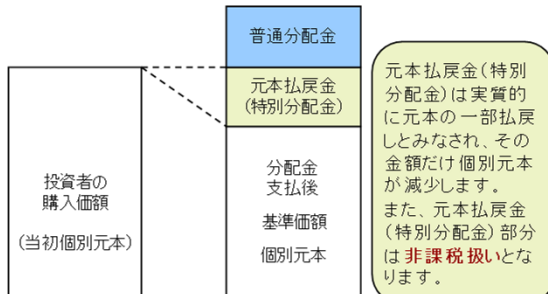 普通分配金
元本払戻金
(特別分配金)
投資者の
購入価額
(当初個別元本)
分配金
支払後
基準価額
個別元本
元本払戻金(特別
分配金)は実質的
に元本の一部払戻
しとみなされ、その
金額だけ個別元本
が減少します。
また、元本払戻金
(特別分配金)部分
は非課税扱いとな
ります。